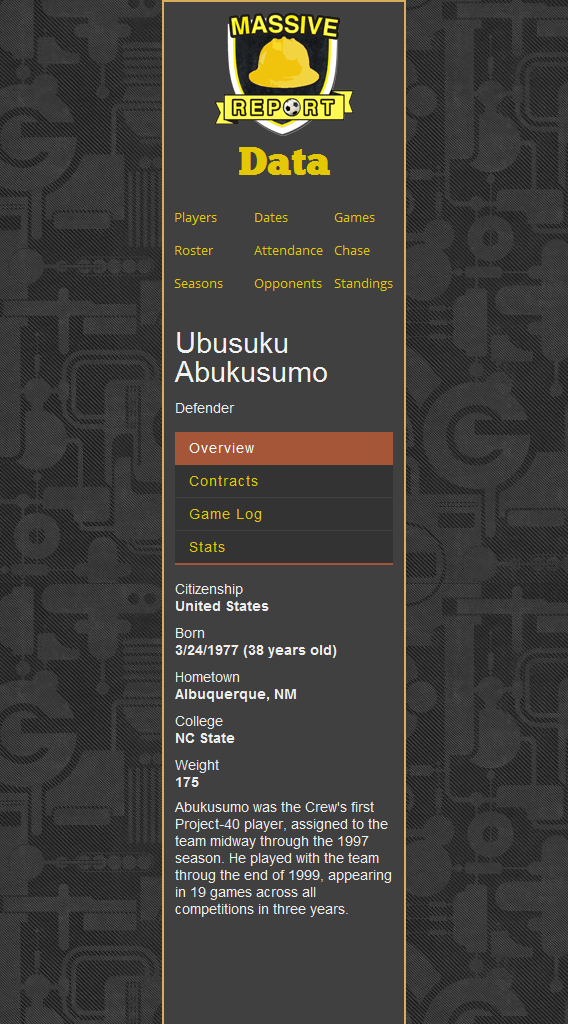 MASSIVE
REPORT
Data
Players Dates Games
Roster Attendance Chase
Seasons Opponents Standings
Ubusuku
Abukusumo
Defender
Overview
Contracts
Game Log
Stats
Citizenship
United States
Born
3/24/1977 (38 years old)
Hometown
Albuquerque, NM
College
NC State
Weight
175
Abukusumo was the Crew's first
Project-40 player, assigned to the
team midway through the 1997
season. He played with the team
throug the end of 1999, appearing
in 19 games across all
competitions in three years.